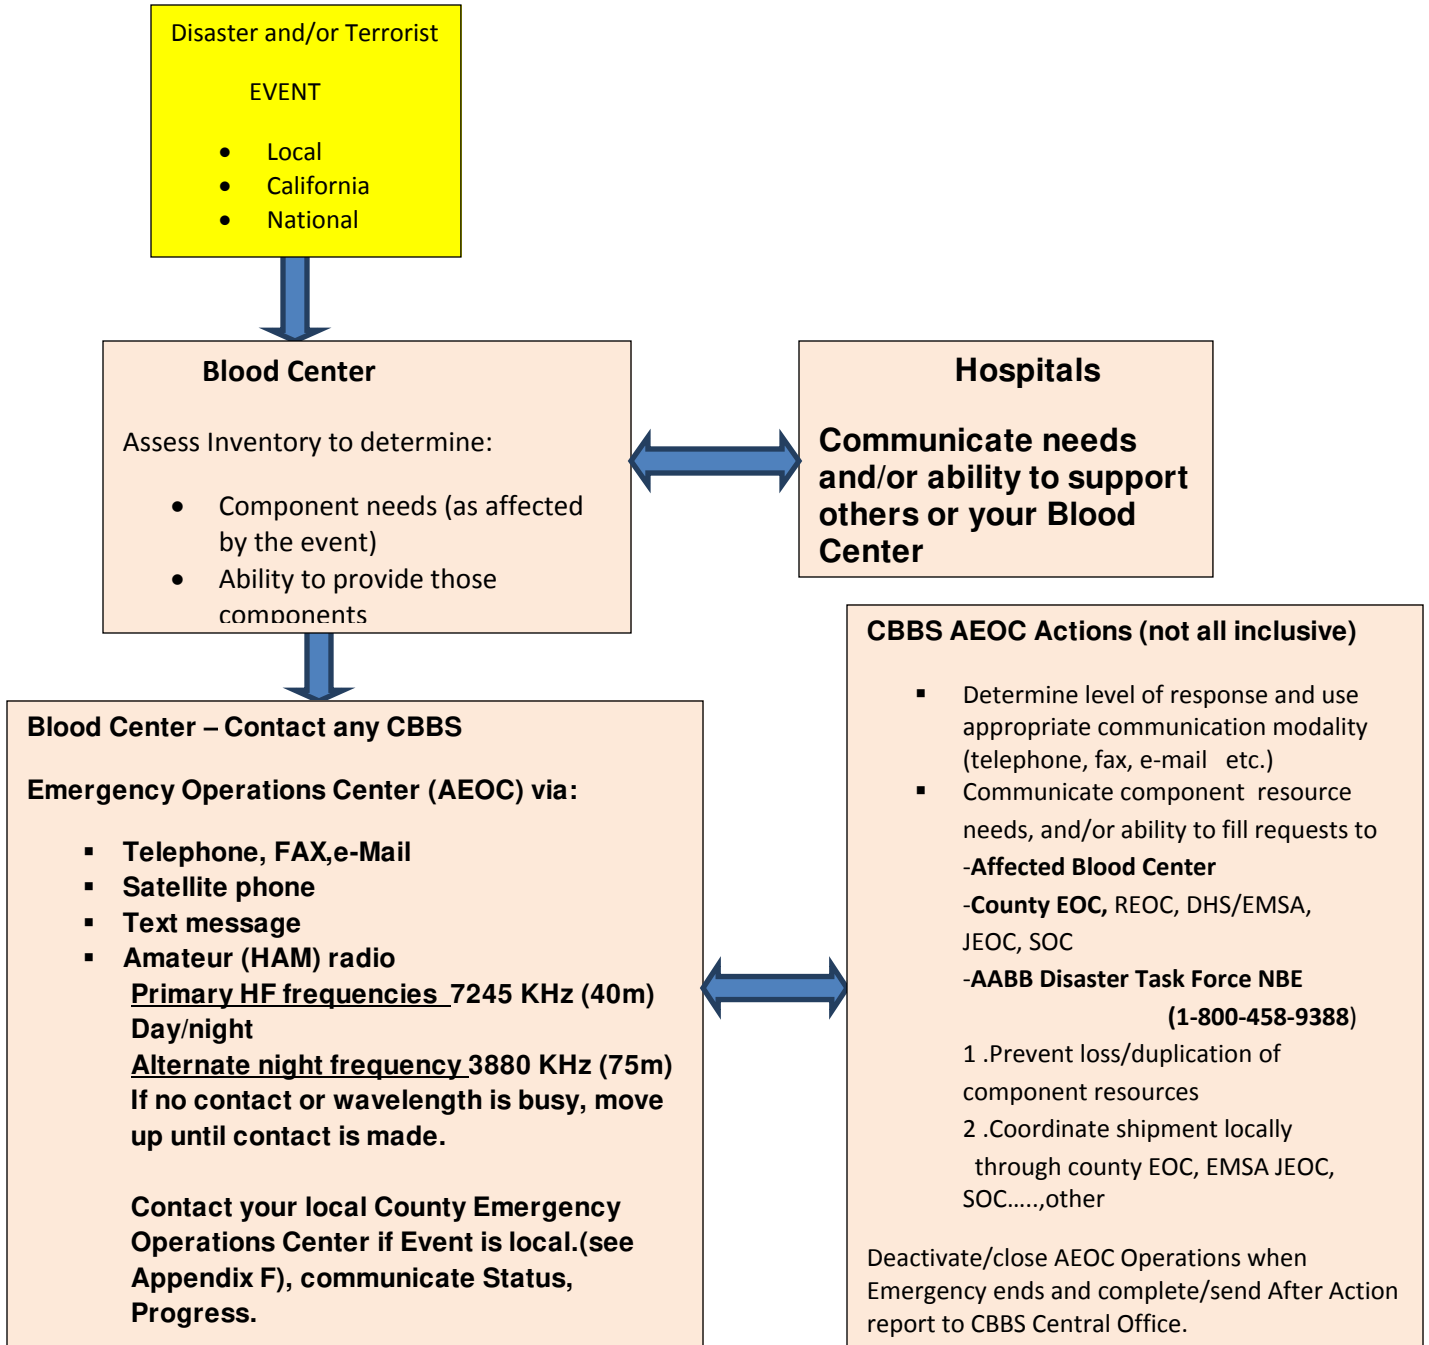 Disaster and/or Terrorist
EVENT
• Local
• California
• National
Blood Center
Assess Inventory to determine:
• Component needs (as affected
by the event)
• Ability to provide those
components
Hospitals
Communicate needs
and/or ability to support
others or your Blood
Center
Blood Center – Contact any CBBS
Emergency Operations Center (AEOC) via:
▪ Telephone, FAX,e-Mail
▪ Satellite phone
▪ Text message
▪ Amateur (HAM) radio
Primary HF frequencies 7245 KHz (40m)
Day/night
Alternate night frequency 3880 KHz (75m)
If no contact or wavelength is busy, move
up until contact is made.
Contact your local County Emergency
Operations Center if Event is local.(see
Appendix F), communicate Status,
Progress.
CBBS AEOC Actions (not all inclusive)
▪ Determine level of response and use
appropriate communication modality
(telephone, fax, e-mail etc.)
▪ Communicate component resource
needs, and/or ability to fill requests to
-Affected Blood Center
-County EOC, REOC, DHS/EMSA,
JEOC, SOC
-AABB Disaster Task Force NBE
(1-800-458-9388)
1 .Prevent loss/duplication of
component resources
2 .Coordinate shipment locally
through county EOC, EMSA JEOC,
SOC…..,other
Deactivate/close AEOC Operations when
Emergency ends and complete/send After Action
report to CBBS Central Office.